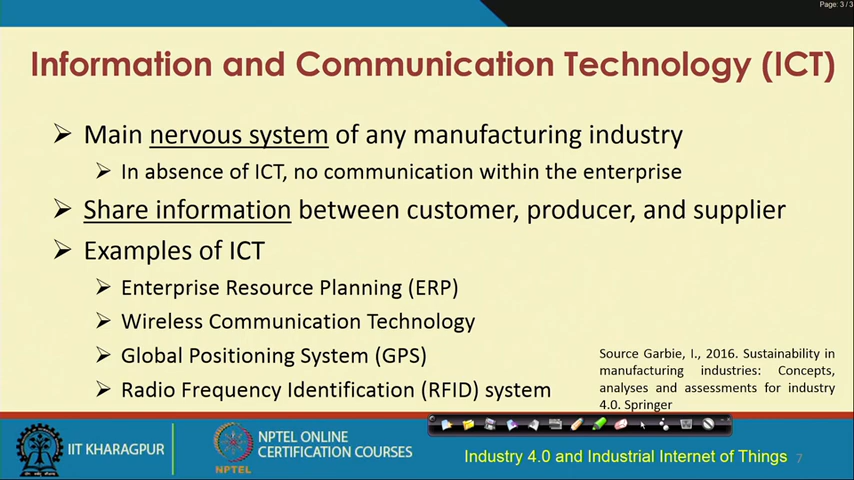 Page: 3 / 3
Information and Communication Technology (ICT)
Main nervous system of any manufacturing industry
In absence of ICT, no communication within the enterprise
Share information between customer, producer, and supplier
Examples of ICT
Enterprise Resource Planning (ERP)
Wireless Communication Technology
Global Positioning System (GPS)
Radio Frequency Identification (RFID) system
Source Garbie, I., 2016. Sustainability in
manufacturing industries: Concepts,
analyses and assessments for industry
4.0. Springer
IIT KHARAGPUR
NPTEL
NPTEL ONLINE
CERTIFICATION COURSES
Industry 4.0 and Industrial Internet of Things
7